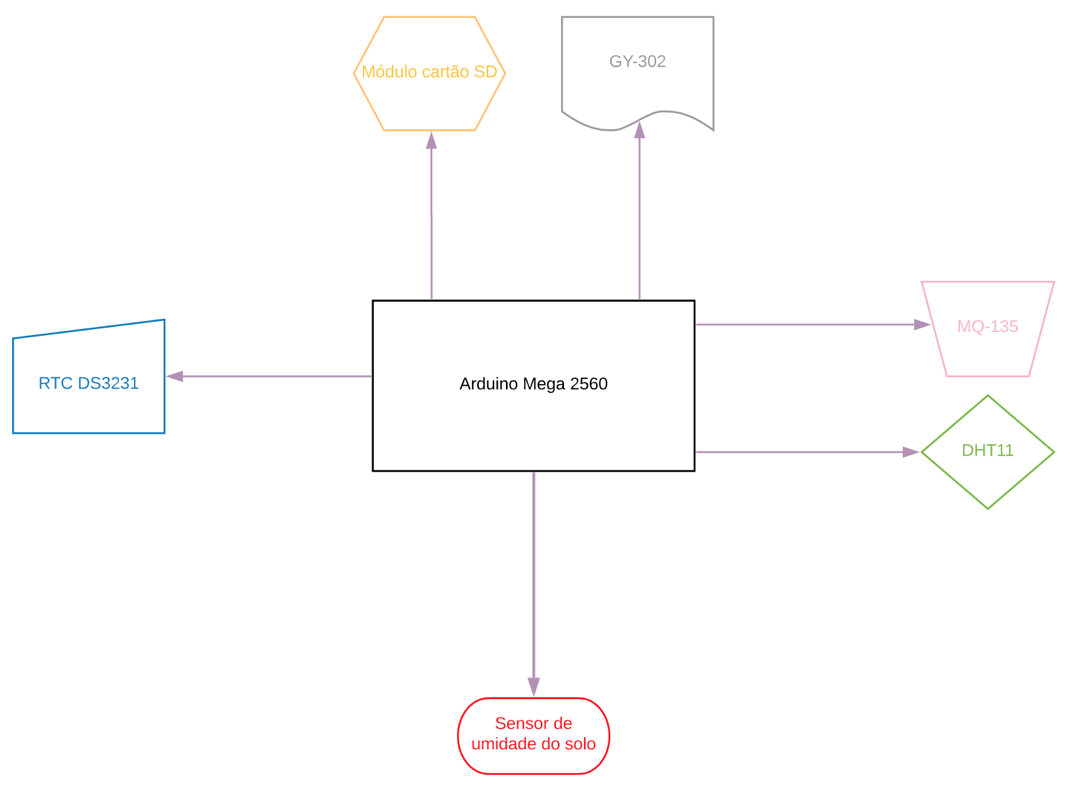 Módulo cartão SD
GY-302
MQ-135
RTC DS3231
Arduino Mega 2560
DHT11
Sensor de
umidade do solo